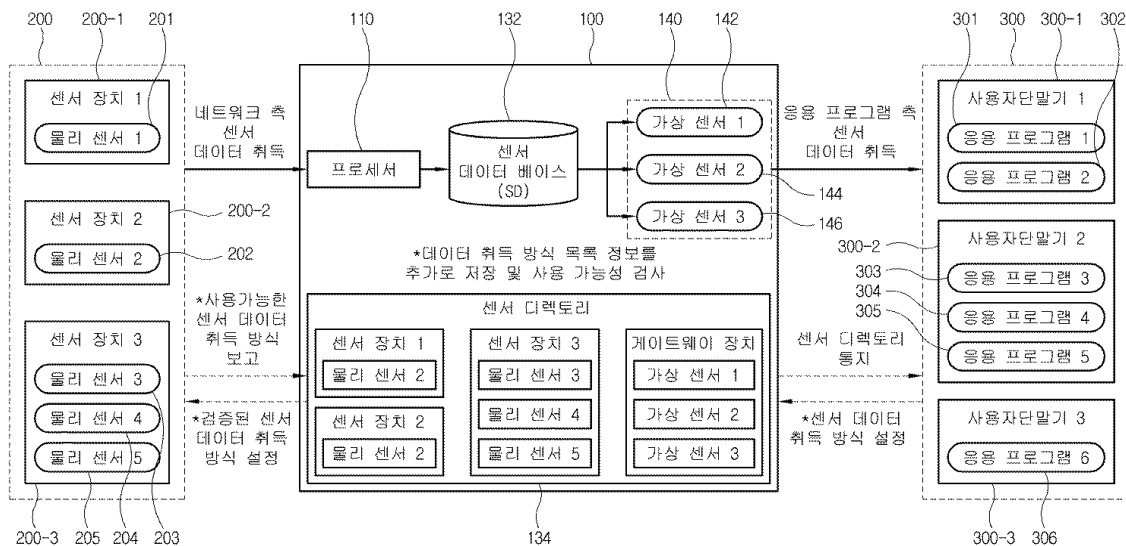 200
200-1
201
110
132
100
140
142
301
300
300-1
302
센서 장치 1
물리 센서 1
네트워크 측
센서
데이터 취득
프로세서
센서
데이터 베이스
(SD)
가상 센서 1
가상 센서 2
가상 센서 3
144
146
응용 프로그램 측
센서
데이터 취득
사용자단말기 1
응용 프로그램 1
응용 프로그램 2
센서 장치 2
물리 센서 2
200-2
202
*데이터 취득 방식 목록 정보를
추가로 저장 및 사용 가능성 검사
300-2
303
304
305
사용자단말기 2
응용 프로그램 3
응용 프로그램 4
응용 프로그램 5
*사용가능한
센서 데이터
취득 방식
보고
센서 디렉토리
센서 장치 1
물리 센서 2
센서 장치 2
물리 센서 2
센서 장치 3
물리 센서 3
물리 센서 4
물리 센서 5
게이트웨이 장치
가상 센서 1
가상 센서 2
가상 센서 3
센서 디렉토리
통지
센서 장치 3
물리 센서 3
물리 센서 4
물리 센서 5
*검증된 센서
데이터 취득
방식 설정
*센서 데이터
취득 방식 설정
사용자단말기 3
응용 프로그램 6
200-3
205
204
203
134
300-3
306